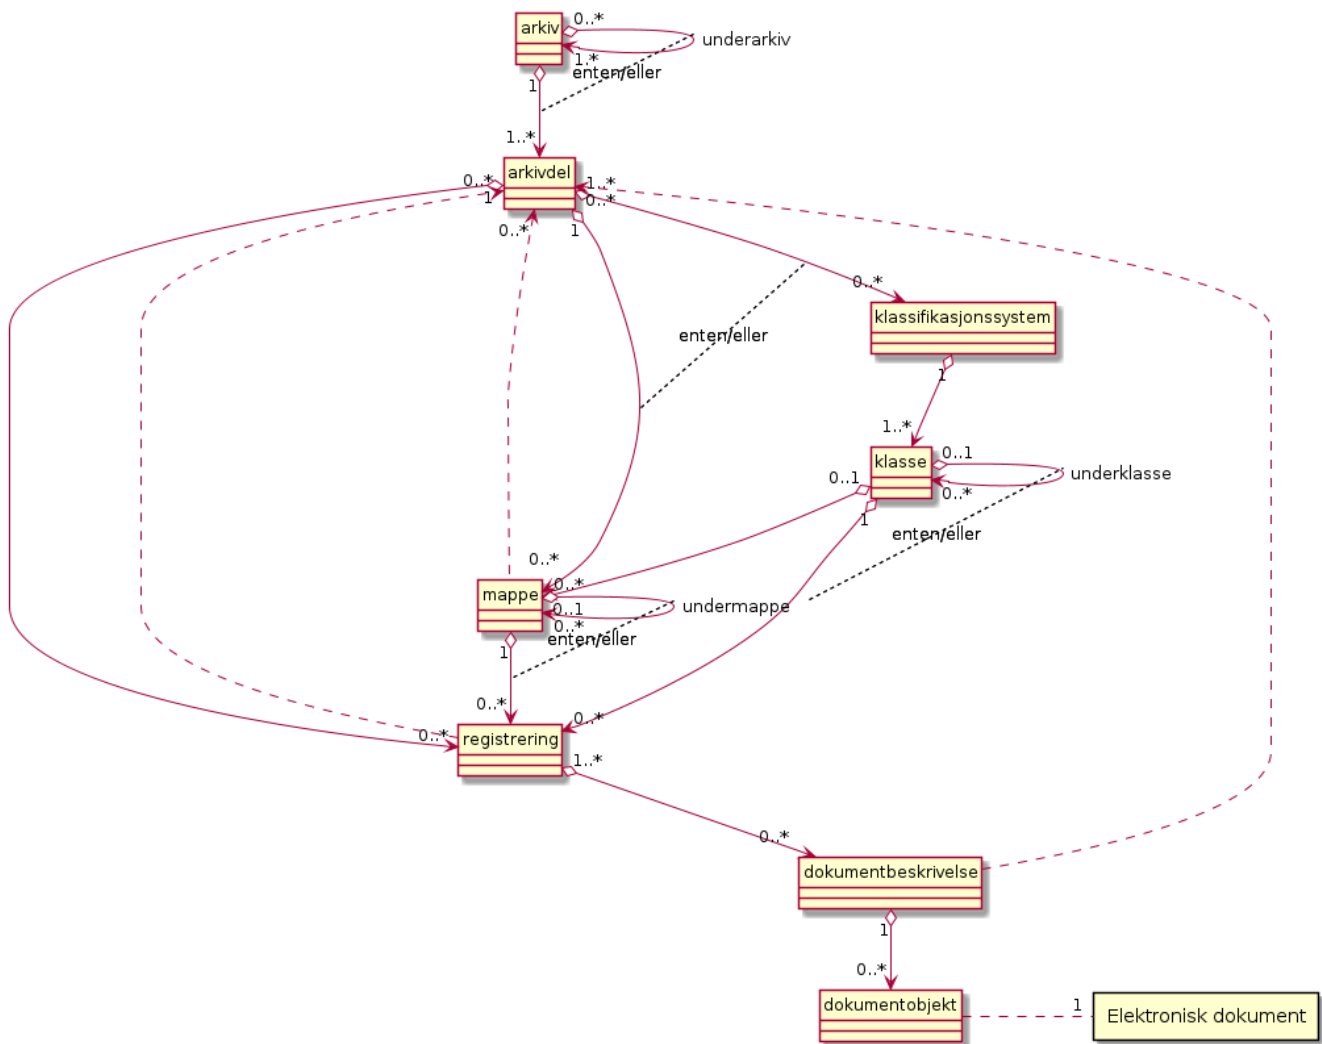 arkiv
0..*
underarkiv
1.*
enten/eller
1
1..*
arkivdel
0..*
1
1..*
0..*
0..*
1
0..*
klassifikasjonssystem
enten/eller
1
1..*
klasse
0..1
underklasse
0..*
0..1
1
enten/eller
0..*
mappe
0..*
0..1
undermappe
0..*
enten/eller
1
0..*
0..*
registrering
0..*
1..*
0..*
dokumentbeskrivelse
1
0..*
dokumentobjekt
1
Elektronisk dokument